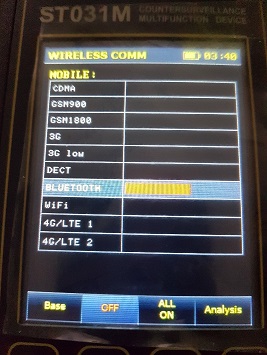 ST031M COUNTERSURVEILLANCE
MULTIFUNCTION DEVICE
WIRELESS COMM 03:40
MOBILE:
CDMA
GSM900
GSM1800
3G
3G low
DECT
BLUETOOTH
WiFi
4G/LTE 1
4G/LTE 2
Base OFF ALL ON Analysis